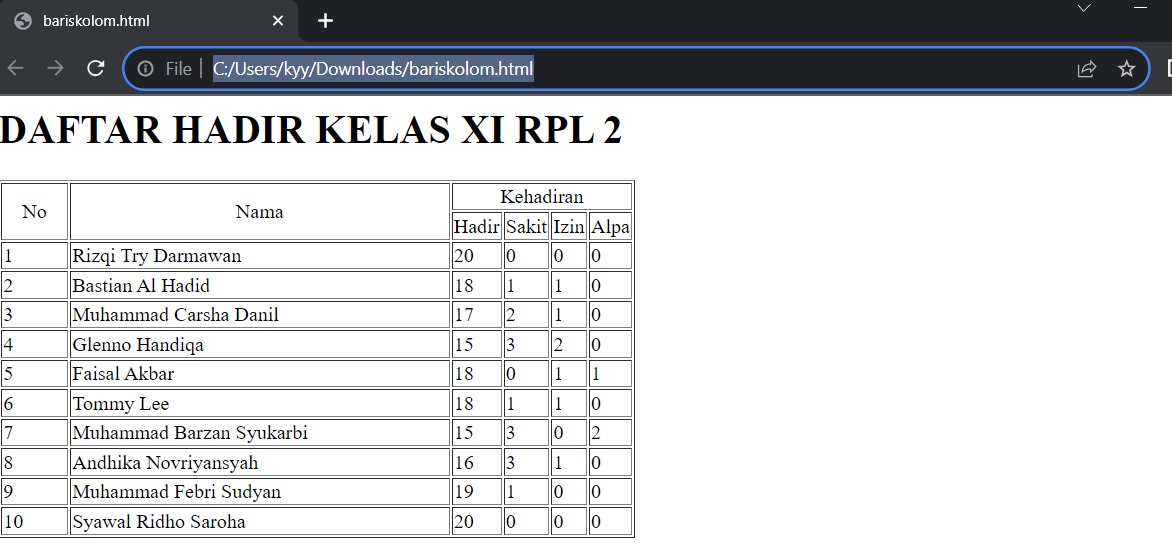 bariskolom.html
File C:/Users/kyy/Downloads/bariskolom.html
DAFTAR HADIR KELAS XI RPL 2
No Nama Kehadiran
Hadir Sakit Izin Alpa
1 Rizqi Try Darmawan 20 0 0 0
2 Bastian Al Hadid 18 1 1 0
3 Muhammad Carsha Danil 17 2 1 0
4 Glenno Handiqa 15 3 2 0
5 Faisal Akbar 18 0 1 1
6 Tommy Lee 18 1 1 0
7 Muhammad Barzan Syukarbi 15 3 0 2
8 Andhika Novriyansyah 16 3 1 0
9 Muhammad Febri Sudyan 19 1 0 0
10 Syawal Ridho Saroha 20 0 0 0